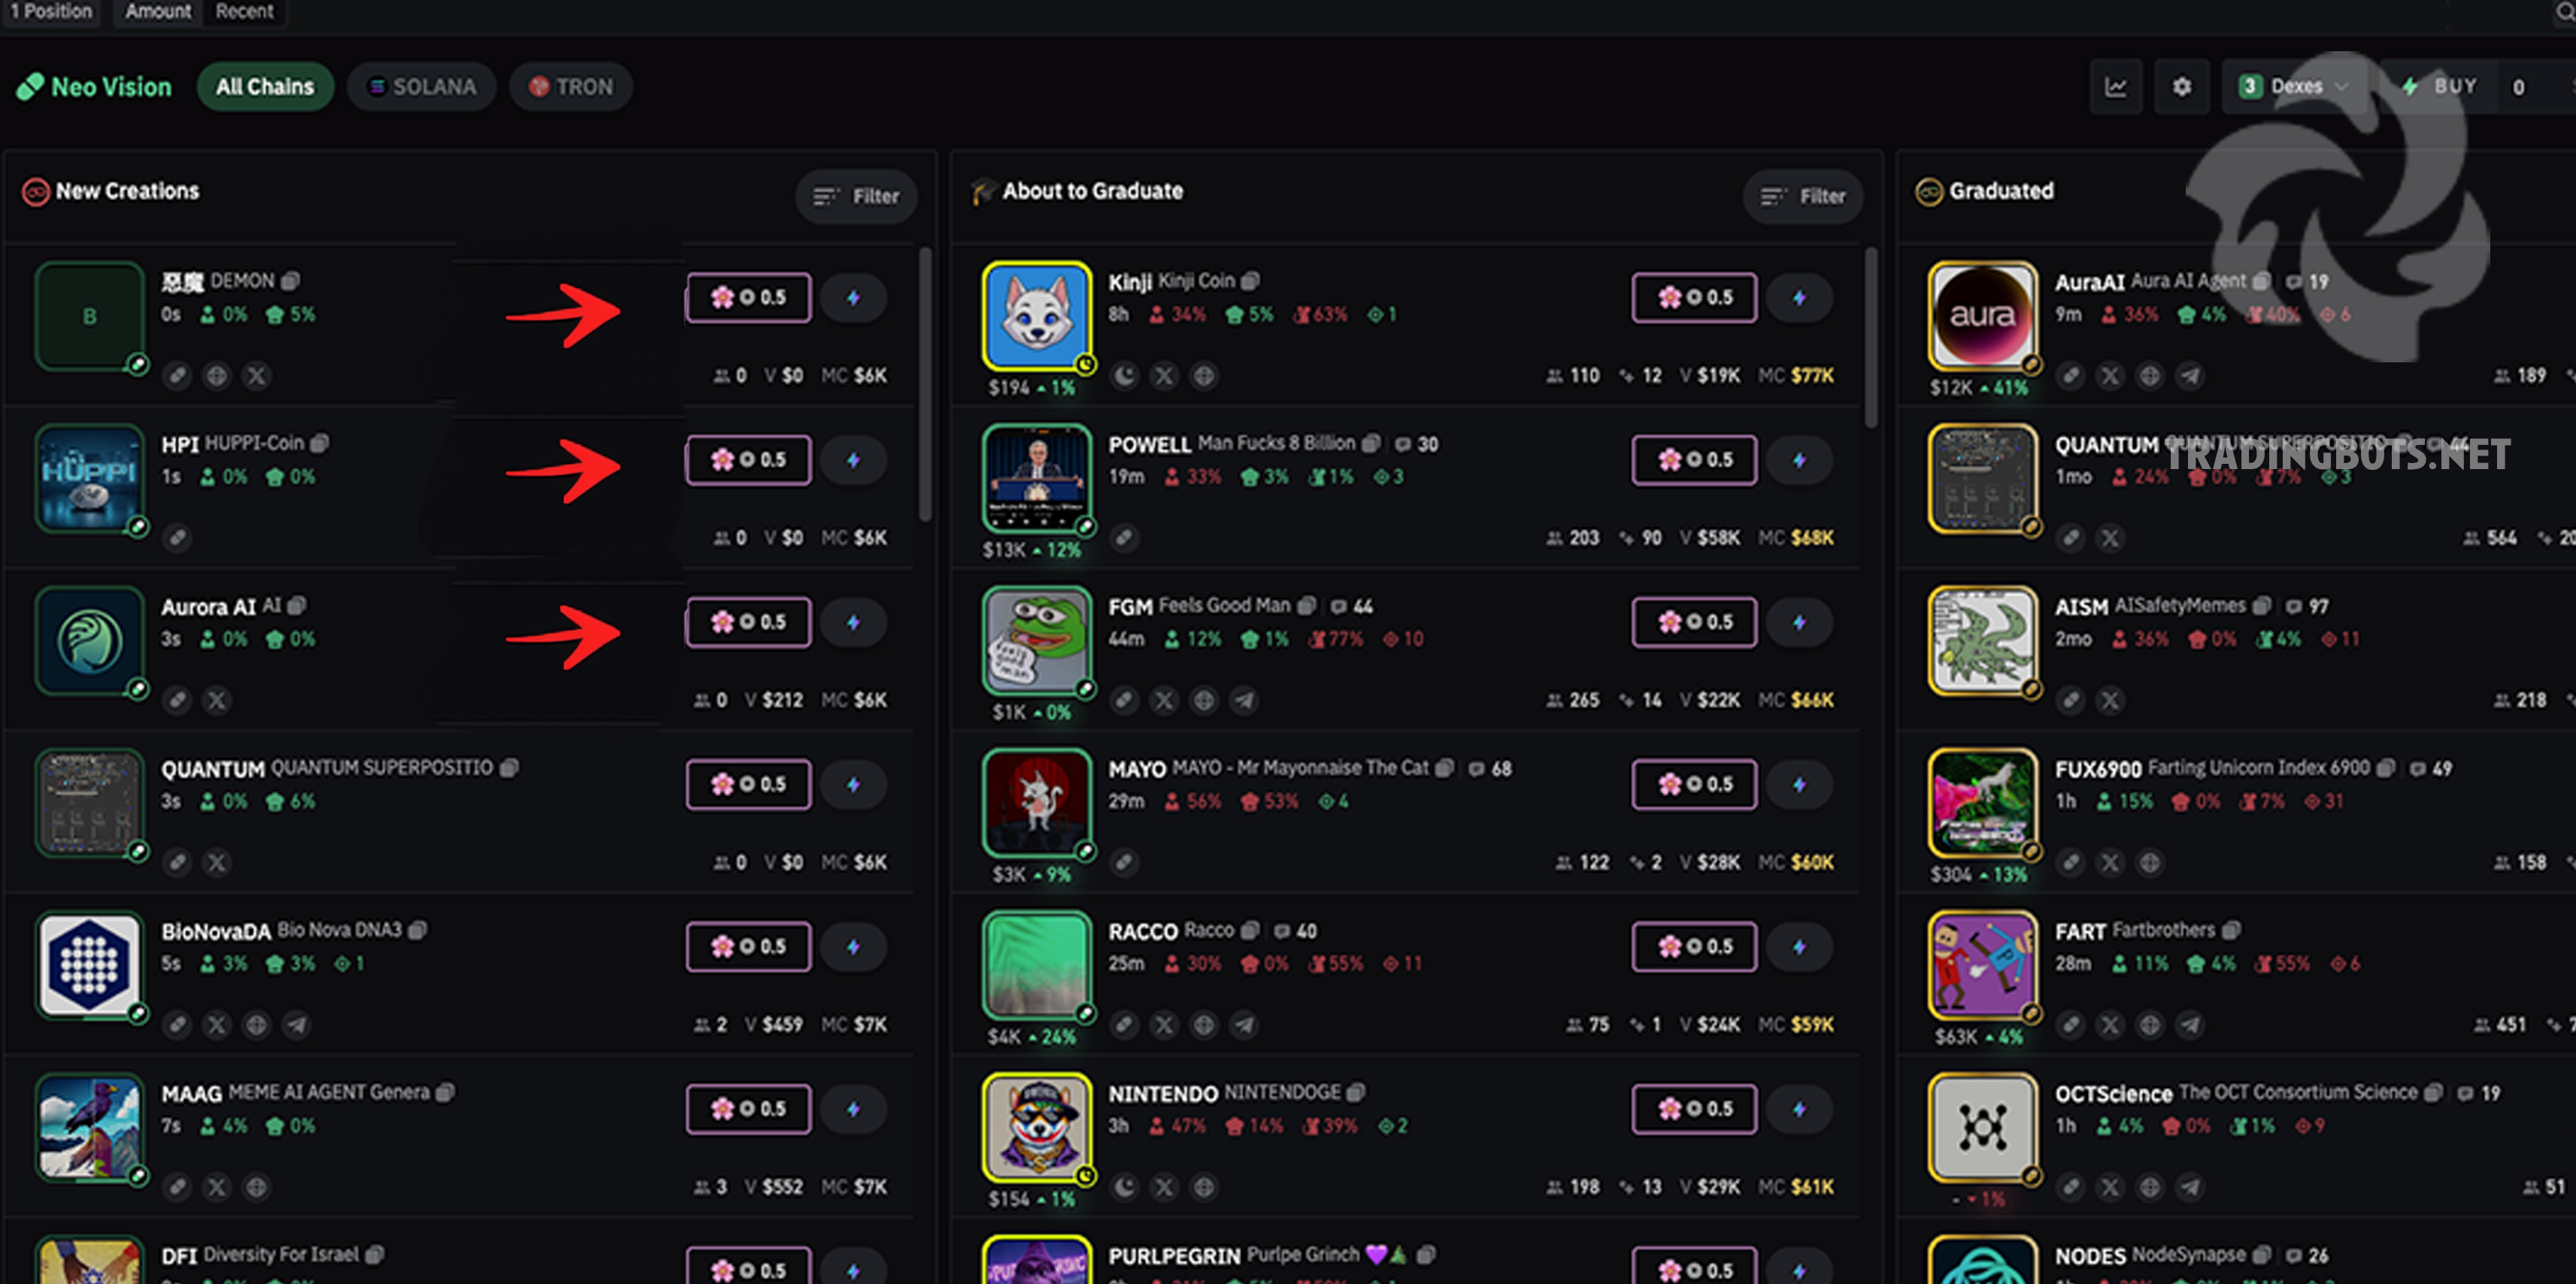 1 Position Amount Recent
Neo Vision All Chains SOLANA TRON 3 Dexes BUY 0
New Creations Filter
惡魔 DEMON
B
0s 0% 5%
0.5
0 V $0 MC $6K
HPI HUPPI-Coin
HUPPI
1s 0% 0%
0.5
0 V $0 MC $6K
Aurora AI AI
3s 0% 0%
0.5
0 V $212 MC $6K
QUANTUM QUANTUM SUPERPOSITIO
3s 0% 6%
0.5
0 V $0 MC $6K
BioNovaDA Bio Nova DNA3
5s 3% 3% 1
0.5
2 V $459 MC $7K
MAAG MEME AI AGENT Genera
7s 4% 0%
0.5
3 V $552 MC $7K
DFI Diversity For Israel
0.5
About to Graduate Filter
Kinji Kinji Coin
8h 34% 5% 63% 1
0.5
$194 1%
110 12 V $19K MC $77K
POWELL Man Fucks 8 Billion 30
19m 33% 3% 1% 3
0.5
$13K 12%
203 90 V $58K MC $68K
FGM Feels Good Man 44
feels good man
44m 12% 1% 77% 10
0.5
$1K 0%
265 14 V $22K MC $66K
MAYO MAYO - Mr Mayonnaise The Cat 68
29m 56% 53% 4
0.5
$3K 9%
122 2 V $28K MC $60K
RACCO Racco 40
25m 30% 0% 55% 11
0.5
$4K 24%
75 1 V $24K MC $59K
NINTENDO NINTENDOGE
3h 47% 14% 39% 2
0.5
$154 1%
198 13 V $29K MC $61K
PURLPEGRIN Purlpe Grinch 💜🎄
0.5
Graduated
AuraAI Aura AI Agent 19
aura
9m 36% 4% 40% 6
$12K 41%
189
QUANTUM QUANTUM SUPERPOSITIO 44
TRADINGBOTS.NET
1mo 24% 0% 7% 3
564
AISM AISafetyMemes 97
2mo 36% 0% 4% 11
218
FUX6900 Farting Unicorn Index 6900 49
1h 15% 0% 7% 31
$304 13%
158
FART Fartbrothers
28m 11% 4% 55% 6
$63K 4%
451
OCTScience The OCT Consortium Science 19
1h 4% 0% 1% 9
- 1%
51
NODES NodeSynapse 26